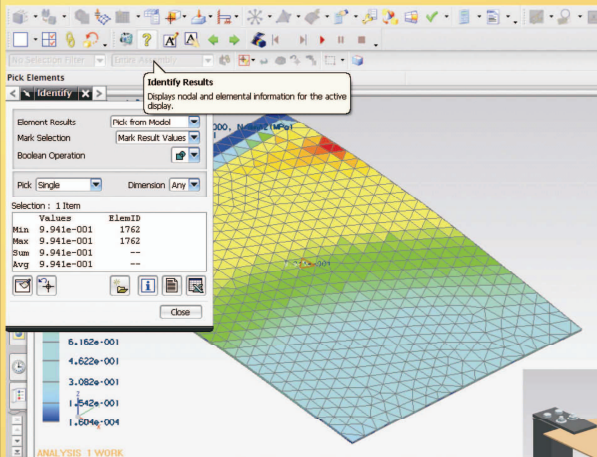 No Selection Filter
Entire Assembly
Pick Elements
Identify Results
Displays nodal and elemental information for the active
display.
Identify
Element Results Pick from Model
Mark Selection Mark Result Values
Boolean Operation
Pick Single Dimension Any
Selection : 1 Item
Values ElemID
Min 9.941e-001 1762
Max 9.941e-001 1762
Sum 9.941e-001 --
Avg 9.941e-001 --
Close
6.162e-001
4.622e-001
3.082e-001
1.542e-001
1.604e-004
ANALYSIS 1 WORK